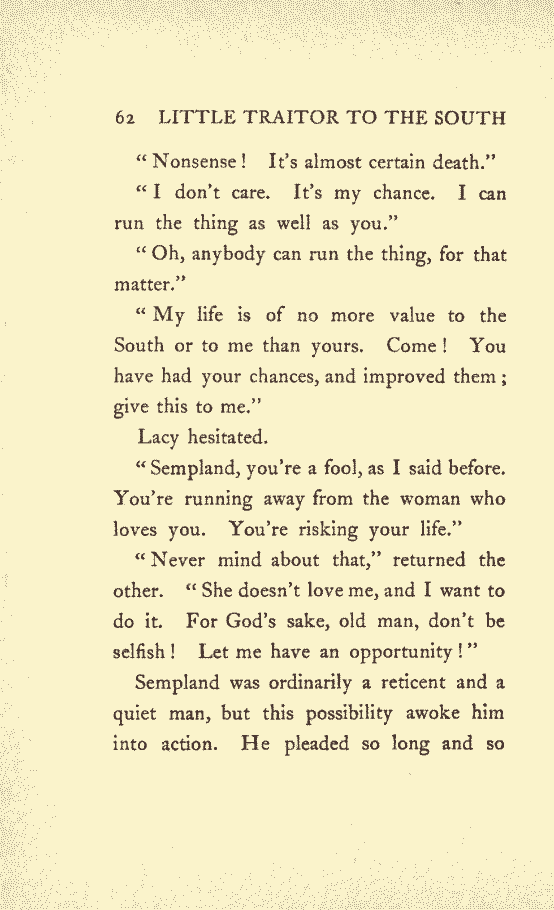 62 LITTLE TRAITOR TO THE SOUTH
“Nonsense! It’s almost certain death.”
“I don’t care. It’s my chance. I can
run the thing as well as you.”
“Oh, anybody can run the thing, for that
matter.”
“My life is of no more value to the
South or to me than yours. Come! You
have had your chances, and improved them;
give this to me.”
Lacy hesitated.
“Sempland, you’re a fool, as I said before.
You’re running away from the woman who
loves you. You’re risking your life.”
“Never mind about that,” returned the
other. “She doesn’t love me, and I want to
do it. For God’s sake, old man, don’t be
selfish! Let me have an opportunity!”
Sempland was ordinarily a reticent and a
quiet man, but this possibility awoke him
into action. He pleaded so long and so